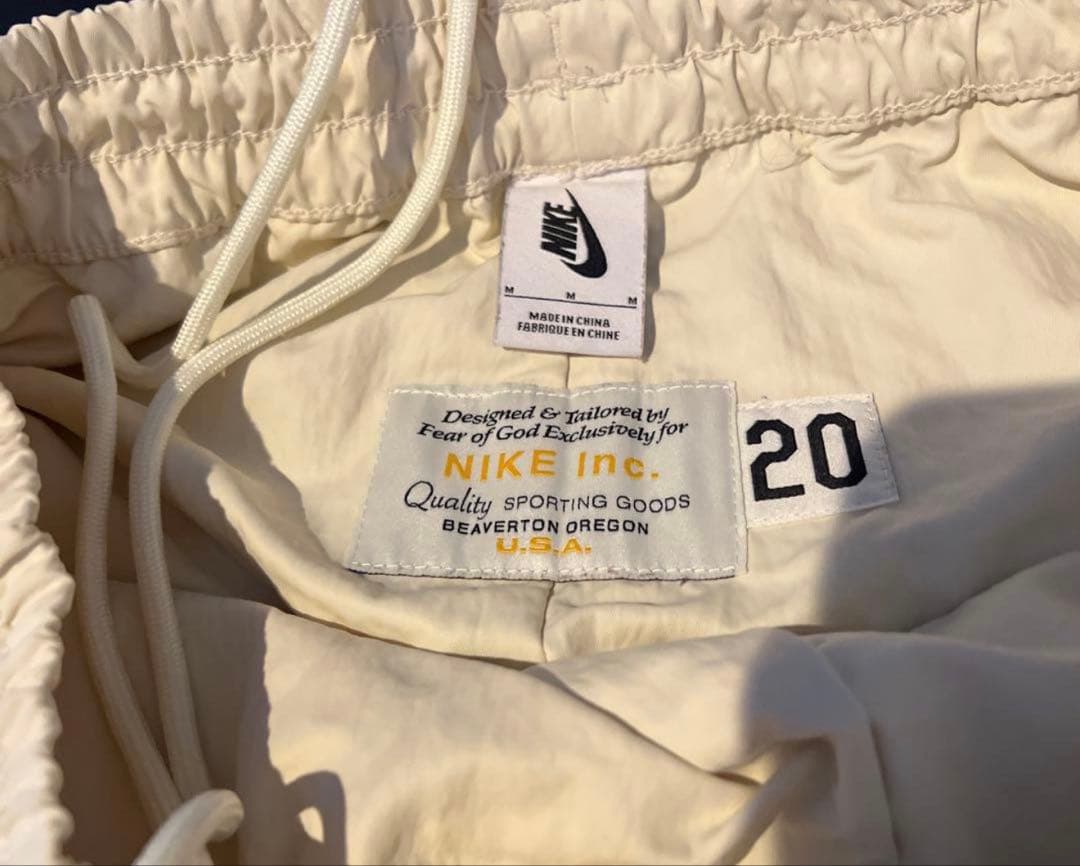 NIKE
M M M
MADE IN CHINA
FABRIQUE EN CHINE
Designed & Tailored by
Fear of God Exclusively for
NIKE Inc.
Quality SPORTING GOODS
BEAVERTON OREGON
U.S.A.
20